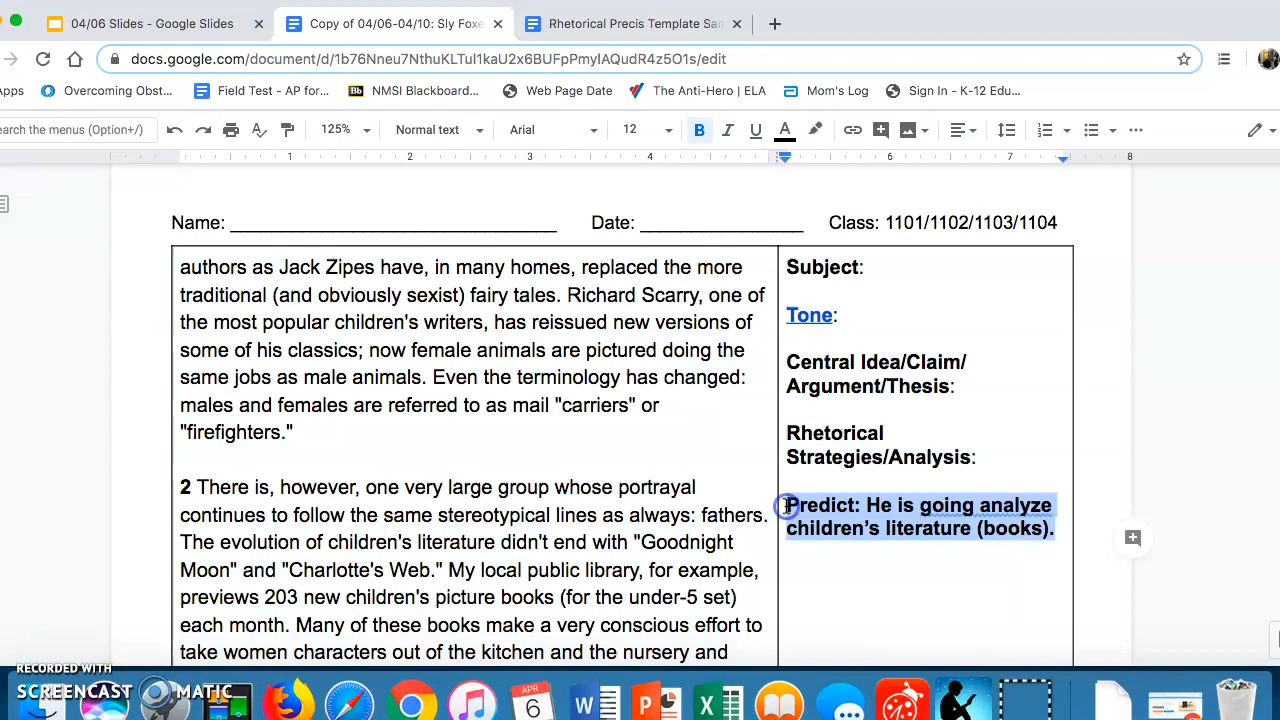 04/06 Slides - Google Slides
Copy of 04/06-04/10: Sly Foxe
Rhetorical Precis Template Sar
docs.google.com/document/d/1b76Nneu7NthuKLTul1kaU2x6BUFpPmylAQudR4z5O1s/edit
Apps
Overcoming Obst...
Field Test - AP for...
Bb NMSI Blackboard...
Web Page Date
The Anti-Hero | ELA
Mom's Log
Sign In - K-12 Edu...
earch the menus (Option+/)
125%
Normal text
Arial
12
B I U A
1 2 3 4 6 7 8
Name: Date: Class: 1101/1102/1103/1104
authors as Jack Zipes have, in many homes, replaced the more
traditional (and obviously sexist) fairy tales. Richard Scarry, one of
the most popular children's writers, has reissued new versions of
some of his classics; now female animals are pictured doing the
same jobs as male animals. Even the terminology has changed:
males and females are referred to as mail "carriers" or
"firefighters."
2 There is, however, one very large group whose portrayal
continues to follow the same stereotypical lines as always: fathers.
The evolution of children's literature didn't end with "Goodnight
Moon" and "Charlotte's Web." My local public library, for example,
previews 203 new children's picture books (for the under-5 set)
each month. Many of these books make a very conscious effort to
take women characters out of the kitchen and the nursery and
Subject:
Tone:
Central Idea/Claim/
Argument/Thesis:
Rhetorical
Strategies/Analysis:
Predict: He is going analyze
children’s literature (books).
RECORDED WITH
SCREENCAST MATIC
APR
6
W
P
X